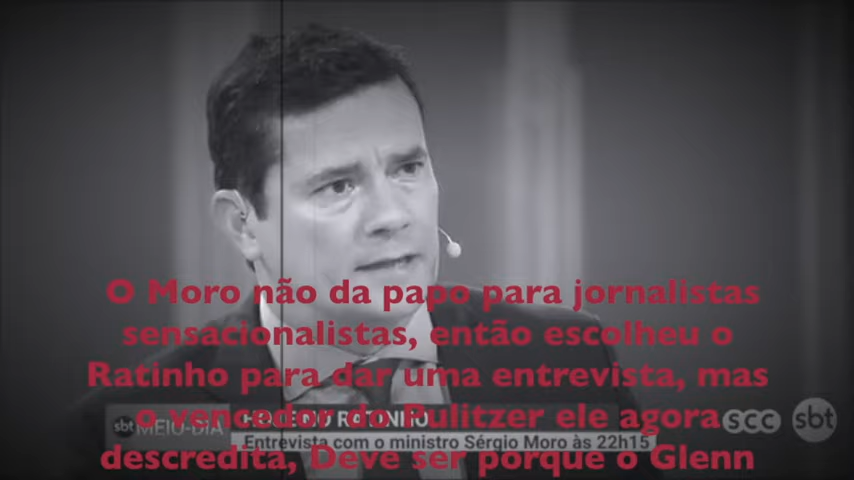 O Moro não da papo para jornalistas
sensacionalistas, então escolheu o
Ratinho para dar uma entrevista, mas
o vencedor do Pulitzer ele agora
descredita, Deve ser porque o Glenn
sbt MEIO-DIA
RATINHO
Entrevista com o ministro Sérgio Moro às 22h15
scc sbt